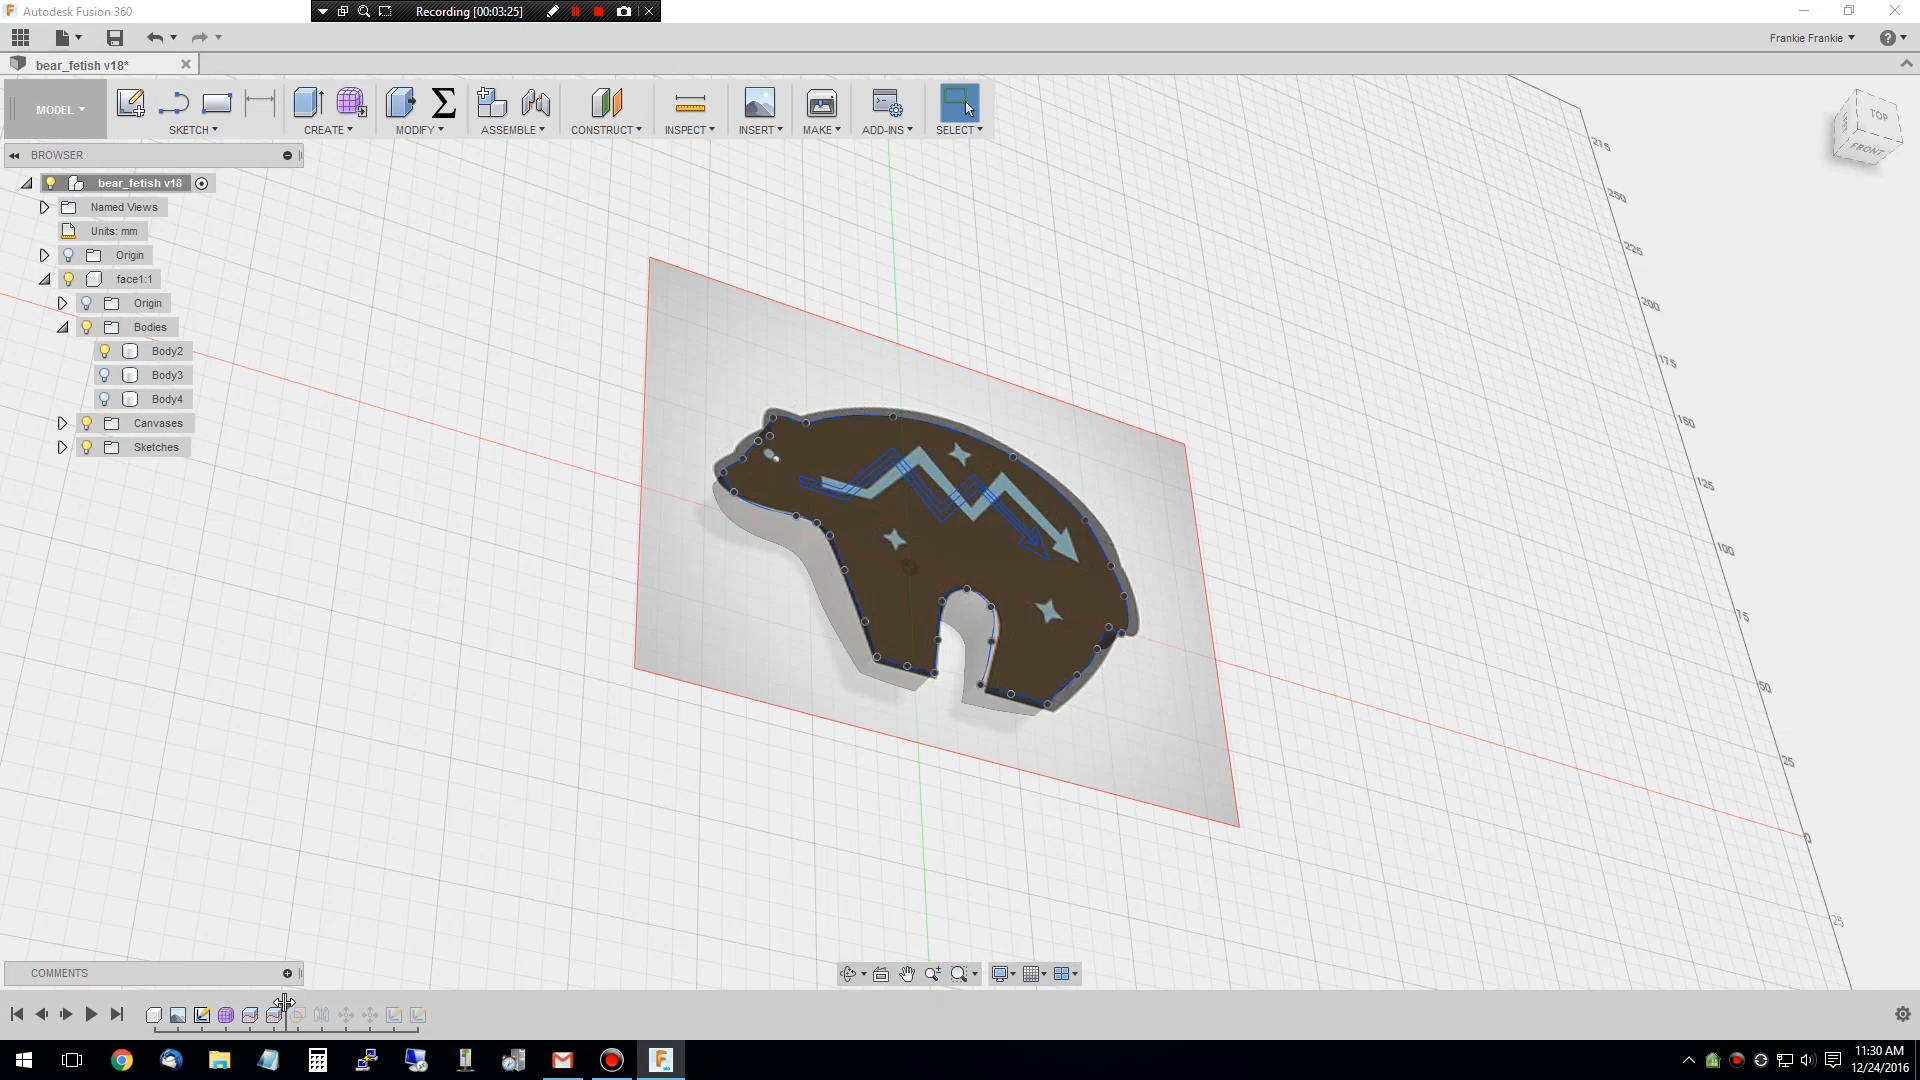 Autodesk Fusion 360
Recording [00:03:25]
Frankie Frankie
bear_fetish v18*
MODEL
SKETCH
CREATE
MODIFY
ASSEMBLE
CONSTRUCT
INSPECT
INSERT
MAKE
ADD-INS
SELECT
TOP
FRONT
BROWSER
bear_fetish v18
Named Views
Units: mm
Origin
face1:1
Origin
Bodies
Body2
Body3
Body4
Canvases
Sketches
275
250
225
200
175
150
125
100
75
50
25
0
25
COMMENTS
11:30 AM
12/24/2016